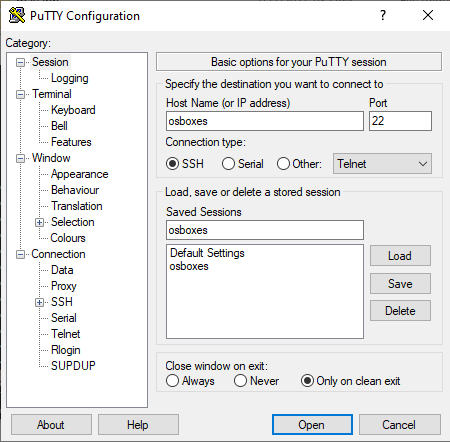 PuTTY Configuration
?
Category:
Session
Logging
Terminal
Keyboard
Bell
Features
Window
Appearance
Behaviour
Translation
Selection
Colours
Connection
Data
Proxy
SSH
Serial
Telnet
Rlogin
SUPDUP
Basic options for your PuTTY session
Specify the destination you want to connect to
Host Name (or IP address) Port
osboxes 22
Connection type:
SSH Serial Other: Telnet
Load, save or delete a stored session
Saved Sessions
osboxes
Default Settings
osboxes
Load
Save
Delete
Close window on exit:
Always Never Only on clean exit
About Help Open Cancel